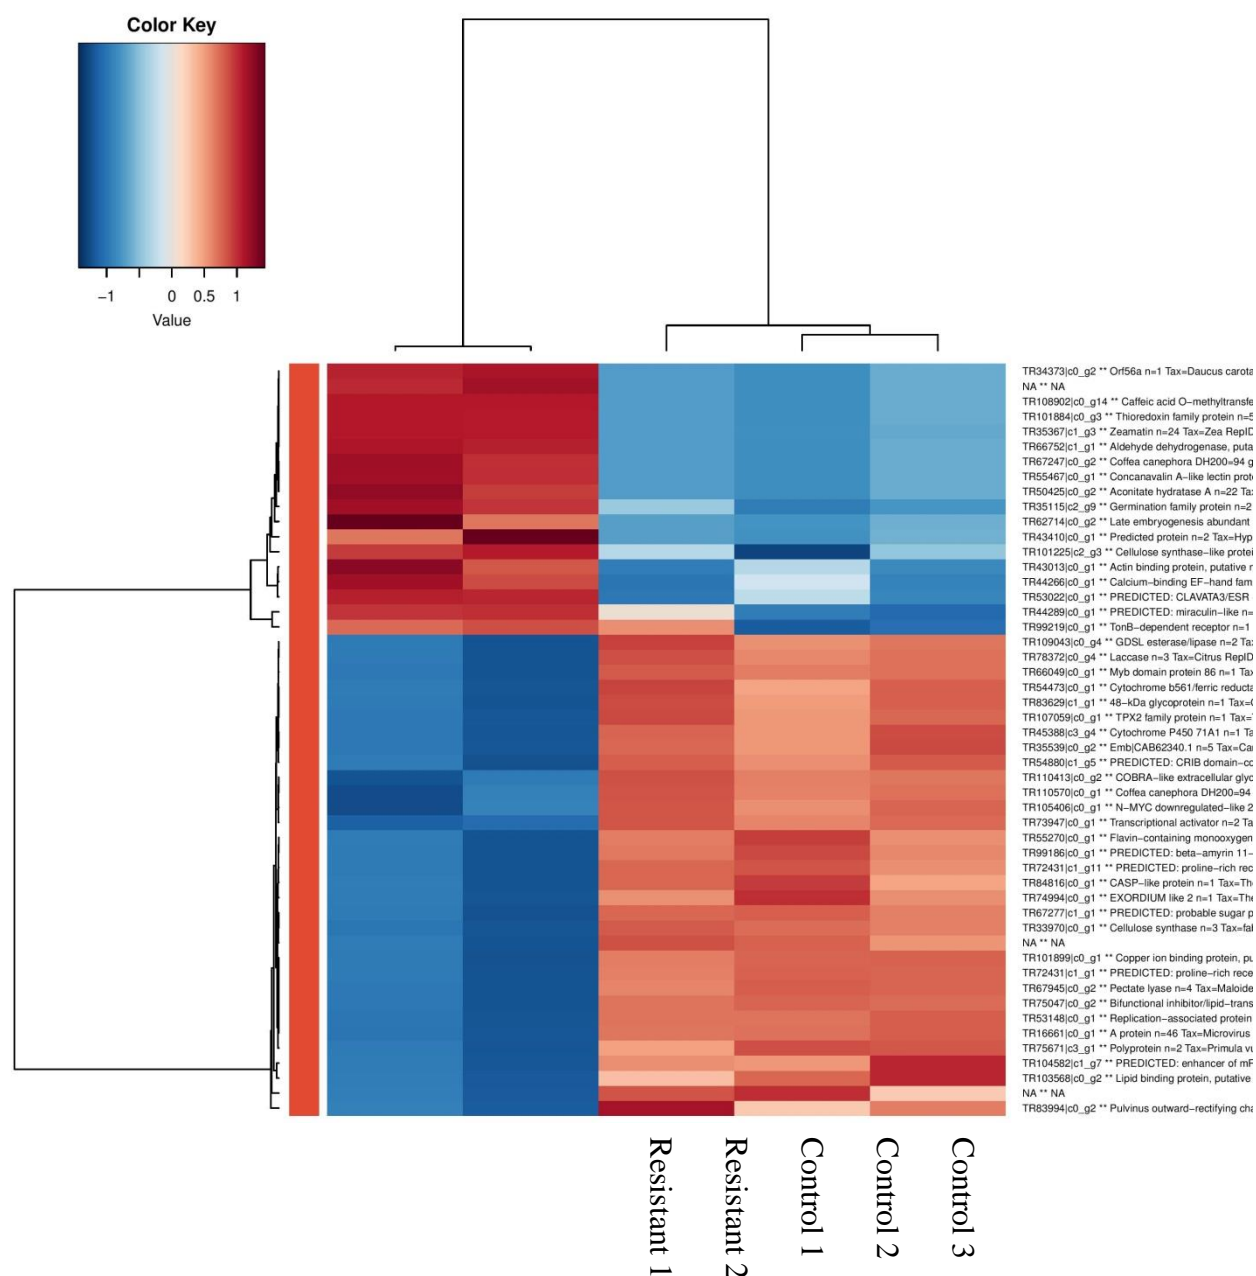 Color Key
−1 0 0.5 1
Value
TR34373|c0_g2 ** Orf56a n=1 Tax=Daucus carota
NA ** NA
TR108902|c0_g14 ** Caffeic acid O−methyltransfe
TR101884|c0_g3 ** Thioredoxin family protein n=5
TR35367|c1_g3 ** Zeamatin n=24 Tax=Zea RepID
TR66752|c1_g1 ** Aldehyde dehydrogenase, puta
TR67247|c0_g2 ** Coffea canephora DH200=94 g
TR55467|c0_g1 ** Concanavalin A−like lectin prote
TR50425|c0_g2 ** Aconitate hydratase A n=22 Tax
TR35115|c2_g9 ** Germination family protein n=2
TR62714|c0_g2 ** Late embryogenesis abundant
TR43410|c0_g1 ** Predicted protein n=2 Tax=Hyp
TR101225|c2_g3 ** Cellulose synthase−like protei
TR43013|c0_g1 ** Actin binding protein, putative n
TR44266|c0_g1 ** Calcium−binding EF−hand fam
TR53022|c0_g1 ** PREDICTED: CLAVATA3/ESR
TR44289|c0_g1 ** PREDICTED: miraculin−like n=
TR99219|c0_g1 ** TonB−dependent receptor n=1
TR109043|c0_g4 ** GDSL esterase/lipase n=2 Tax
TR78372|c0_g4 ** Laccase n=3 Tax=Citrus RepID
TR66049|c0_g1 ** Myb domain protein 86 n=1 Tax
TR54473|c0_g1 ** Cytochrome b561/ferric reducta
TR83629|c1_g1 ** 48−kDa glycoprotein n=1 Tax=C
TR107059|c0_g1 ** TPX2 family protein n=1 Tax=T
TR45388|c3_g4 ** Cytochrome P450 71A1 n=1 Ta
TR35539|c0_g2 ** Emb|CAB62340.1 n=5 Tax=Car
TR54880|c1_g5 ** PREDICTED: CRIB domain−co
TR110413|c0_g2 ** COBRA−like extracellular glyc
TR110570|c0_g1 ** Coffea canephora DH200=94
TR105406|c0_g1 ** N−MYC downregulated−like 2
TR73947|c0_g1 ** Transcriptional activator n=2 Ta
TR55270|c0_g1 ** Flavin−containing monooxygen
TR99186|c0_g1 ** PREDICTED: beta−amyrin 11−
TR72431|c1_g11 ** PREDICTED: proline−rich rec
TR84816|c0_g1 ** CASP−like protein n=1 Tax=The
TR74994|c0_g1 ** EXORDIUM like 2 n=1 Tax=The
TR67277|c1_g1 ** PREDICTED: probable sugar p
TR33970|c0_g1 ** Cellulose synthase n=3 Tax=fab
NA ** NA
TR101899|c0_g1 ** Copper ion binding protein, pu
TR72431|c1_g1 ** PREDICTED: proline−rich rece
TR67945|c0_g2 ** Pectate lyase n=4 Tax=Maloide
TR75047|c0_g2 ** Bifunctional inhibitor/lipid−trans
TR53148|c0_g1 ** Replication−associated protein
TR16661|c0_g1 ** A protein n=46 Tax=Microvirus
TR75671|c3_g1 ** Polyprotein n=2 Tax=Primula vu
TR104582|c1_g7 ** PREDICTED: enhancer of mR
TR103568|c0_g2 ** Lipid binding protein, putative
NA ** NA
TR83994|c0_g2 ** Pulvinus outward−rectifying cha
Resistant 1
Resistant 2
Control 1
Control 2
Control 3